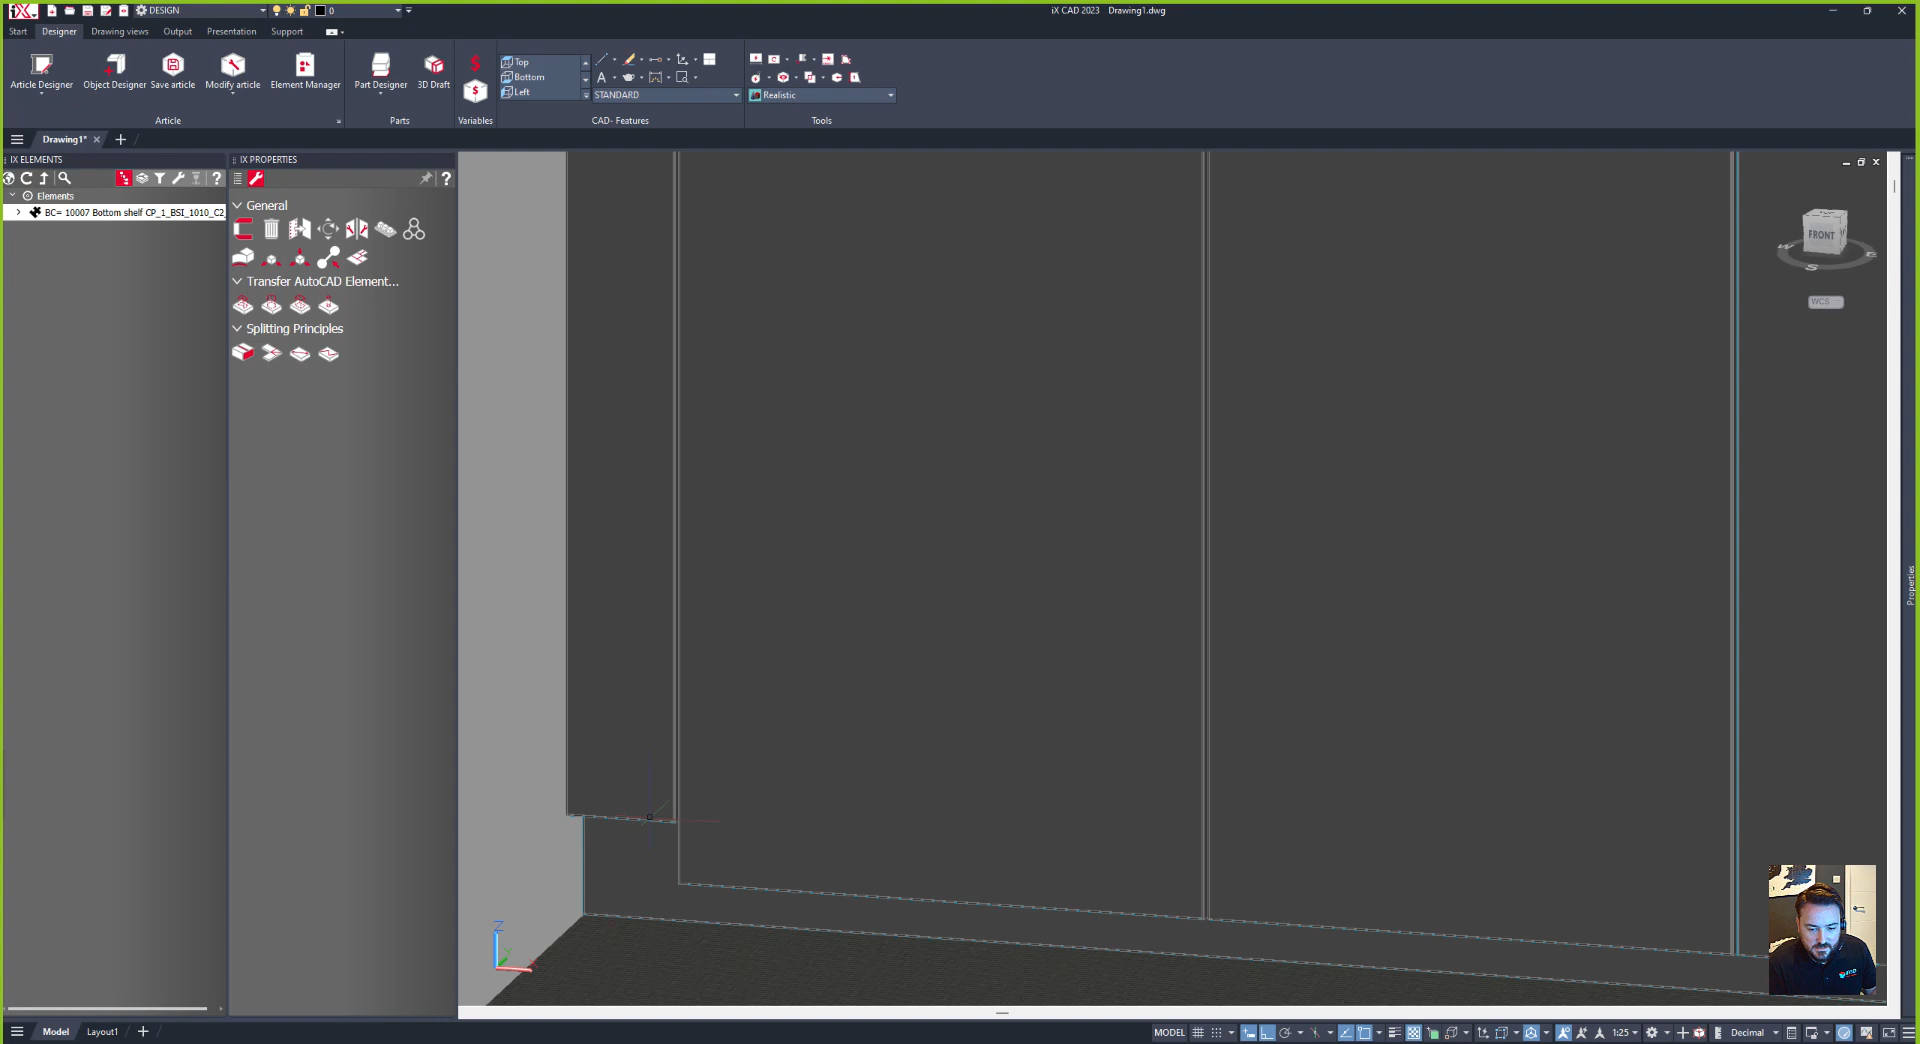 iX
DESIGN
0
iX CAD 2023 Drawing1.dwg
Start Designer Drawing views Output Presentation Support
Article Designer Object Designer Save article Modify article Element Manager
Part Designer 3D Draft
Top
Bottom
Left
STANDARD
Realistic
Article Parts Variables CAD- Features Tools
Drawing1*
IX ELEMENTS
Elements
BC= 10007 Bottom shelf CP_1_BSI_1010_C2_
IX PROPERTIES
General
Transfer AutoCAD Element...
Splitting Principles
FRONT
W
S
E
WCS
Properties
Z
Model Layout1
MODEL 1:25 Decimal